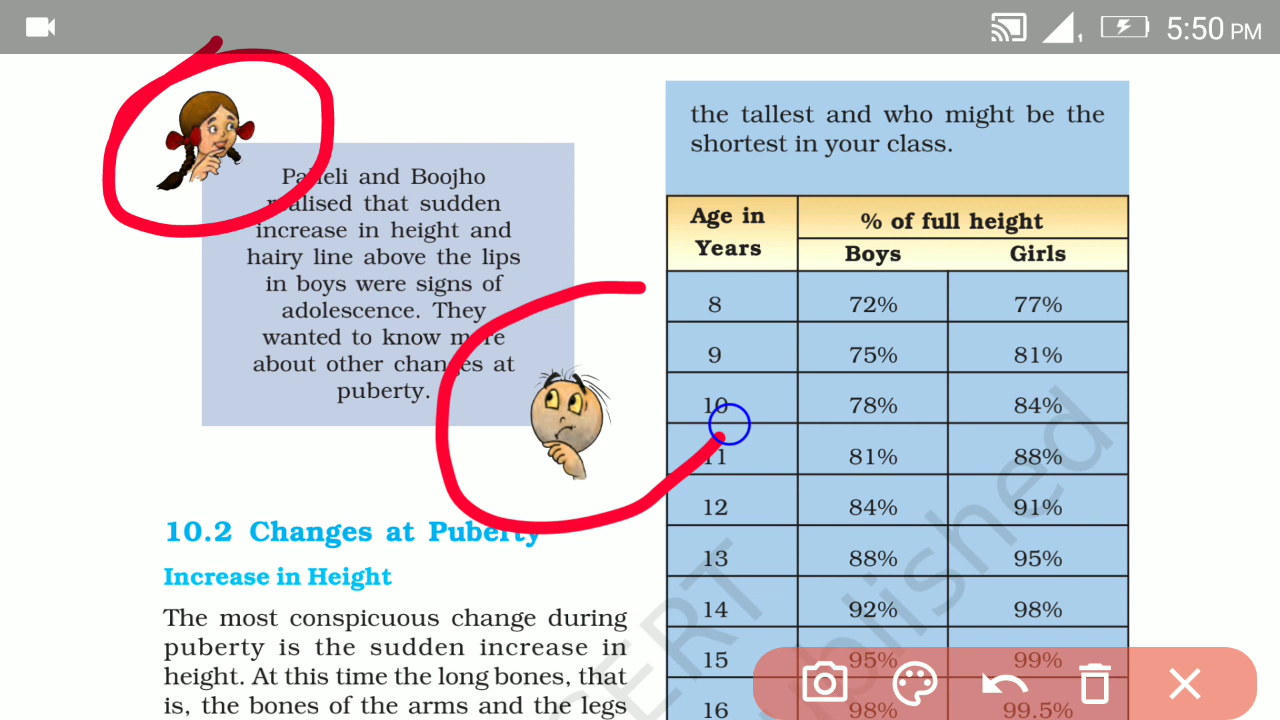 5:50 PM
Paheli and Boojho
realised that sudden
increase in height and
hairy line above the lips
in boys were signs of
adolescence. They
wanted to know more
about other changes at
puberty.
10.2 Changes at Puberty
Increase in Height
The most conspicuous change during
puberty is the sudden increase in
height. At this time the long bones, that
is, the bones of the arms and the legs
the tallest and who might be the
shortest in your class.
Age in Years % of full height
Boys Girls
8 72% 77%
9 75% 81%
10 78% 84%
11 81% 88%
12 84% 91%
13 88% 95%
14 92% 98%
15 95% 99%
16 98% 99.5%